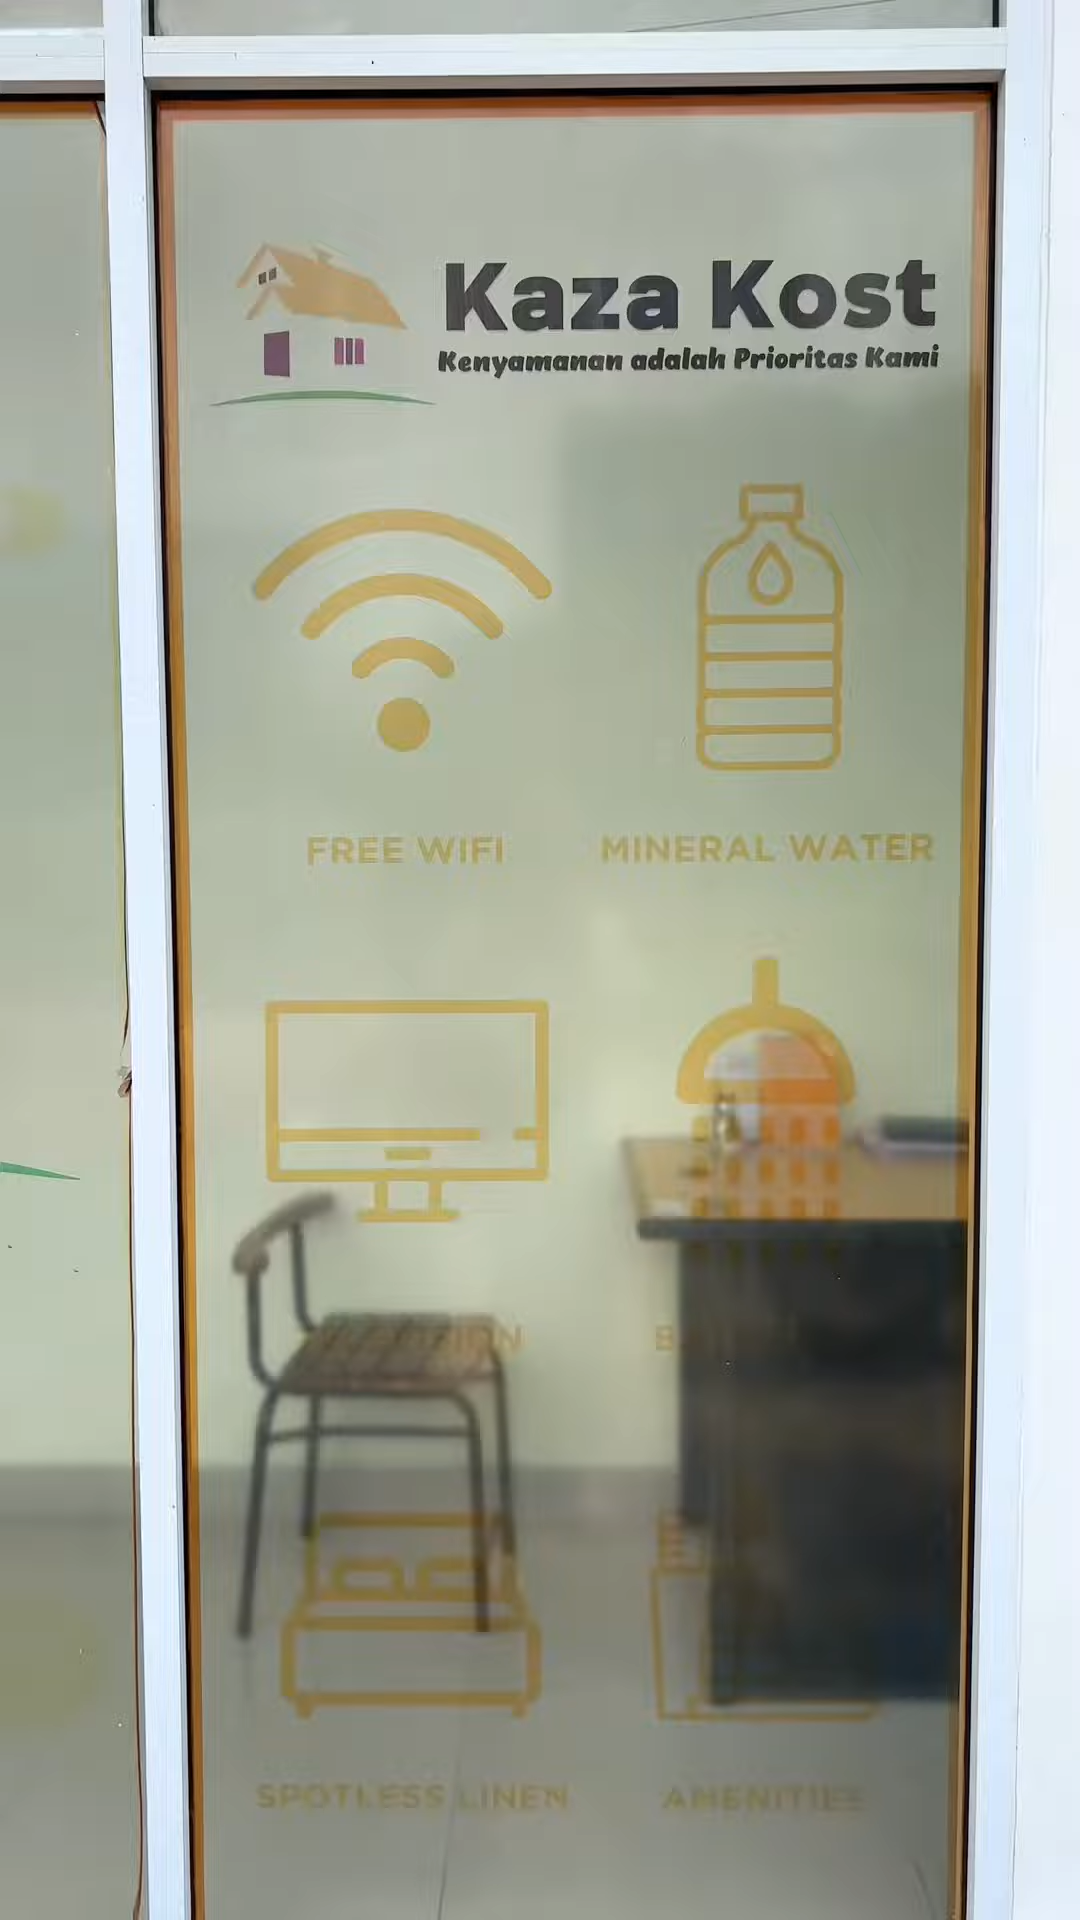 Kaza Kost
Kenyamanan adalah Prioritas Kami
FREE WIFI
MINERAL WATER
SPOTLESS LINEN
AMENITIES